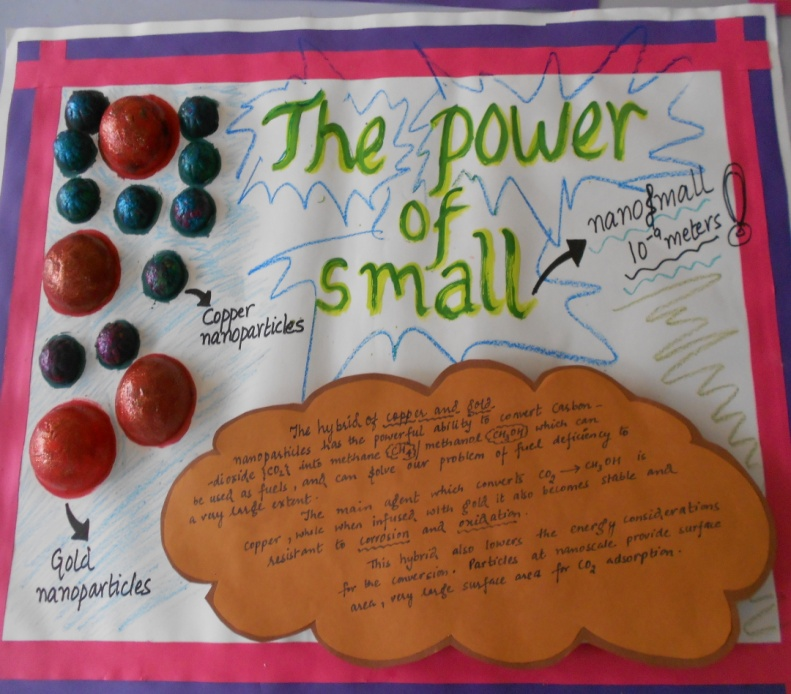 The power
of
small
nanosmall !
10⁻⁹ meters
Copper
nanoparticles
Gold
nanoparticles
The hybrid of copper and gold
nanoparticles has the powerful ability to convert Carbon-
-dioxide {CO₂} into methane (CH₄)/ methanol (CH₃OH) which can
be used as fuels, and can solve our problem of fuel deficiency to
a very large extent.
The main agent which converts CO₂ → CH₃OH is
copper, while when infused with gold it also becomes stable and
resistant to corrosion and oxidation.
This hybrid also lowers the energy considerations
for the conversion. Particles at nanoscale provide surface
area, very large surface area for CO₂ adsorption.